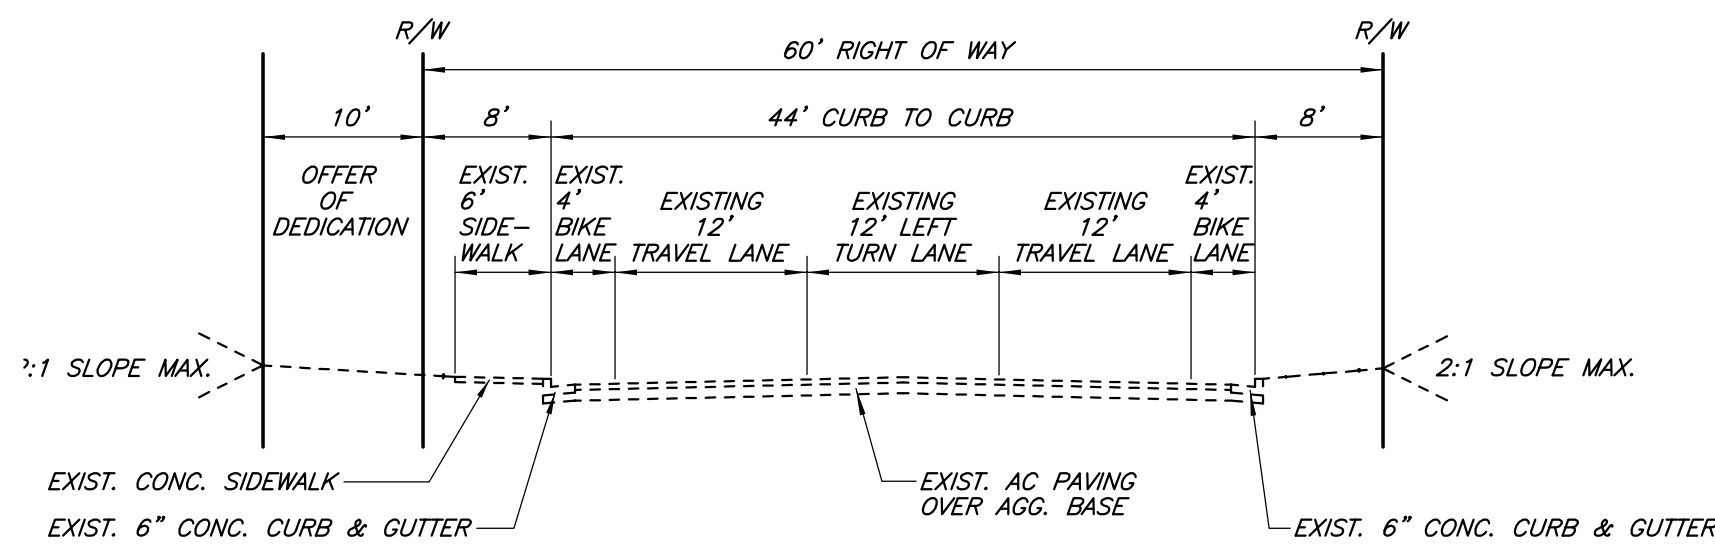 R/W
R/W
60' RIGHT OF WAY
10'
8'
44' CURB TO CURB
8'
OFFER
OF
DEDICATION
EXIST.
6'
SIDE-
WALK
EXIST.
4'
BIKE
LANE
EXISTING
12'
TRAVEL LANE
EXISTING
12' LEFT
TURN LANE
EXISTING
12'
TRAVEL LANE
EXIST.
4'
BIKE
LANE
:1 SLOPE MAX.
2:1 SLOPE MAX.
EXIST. CONC. SIDEWALK
EXIST. AC PAVING
OVER AGG. BASE
EXIST. 6" CONC. CURB & GUTTER
EXIST. 6" CONC. CURB & GUTTER